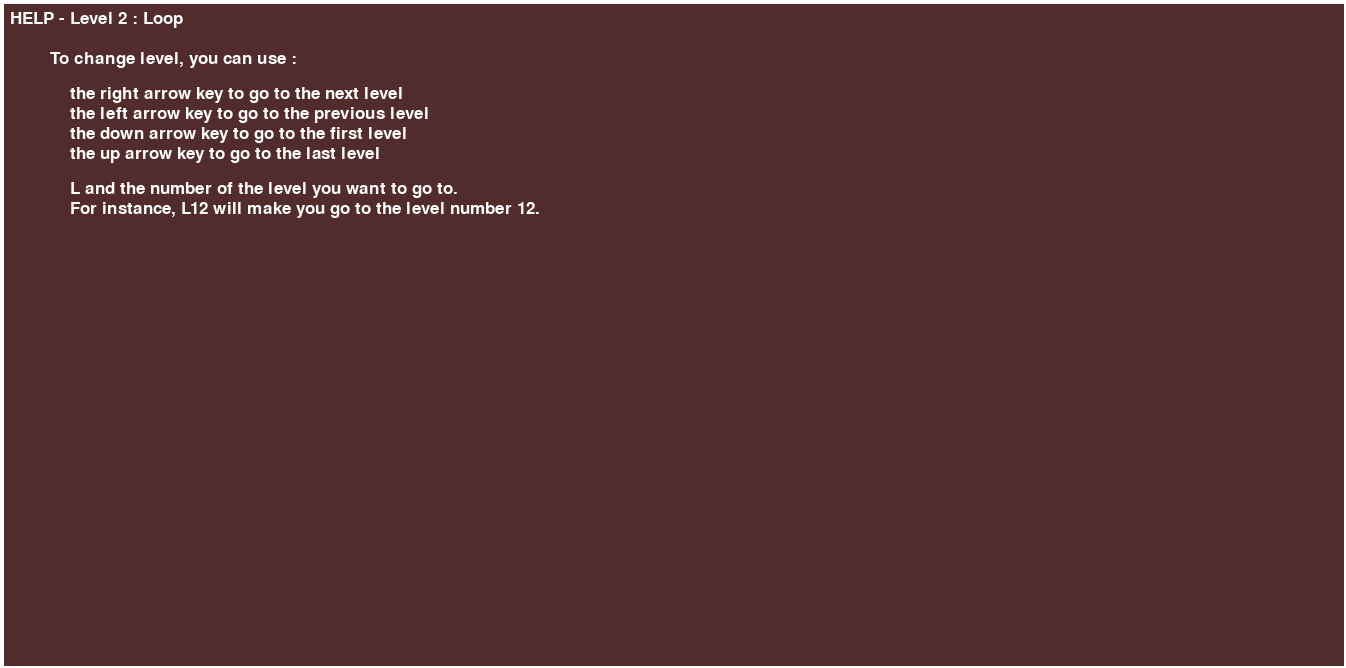 HELP - Level 2 : Loop
To change level, you can use :
the right arrow key to go to the next level
the left arrow key to go to the previous level
the down arrow key to go to the first level
the up arrow key to go to the last level
L and the number of the level you want to go to.
For instance, L12 will make you go to the level number 12.